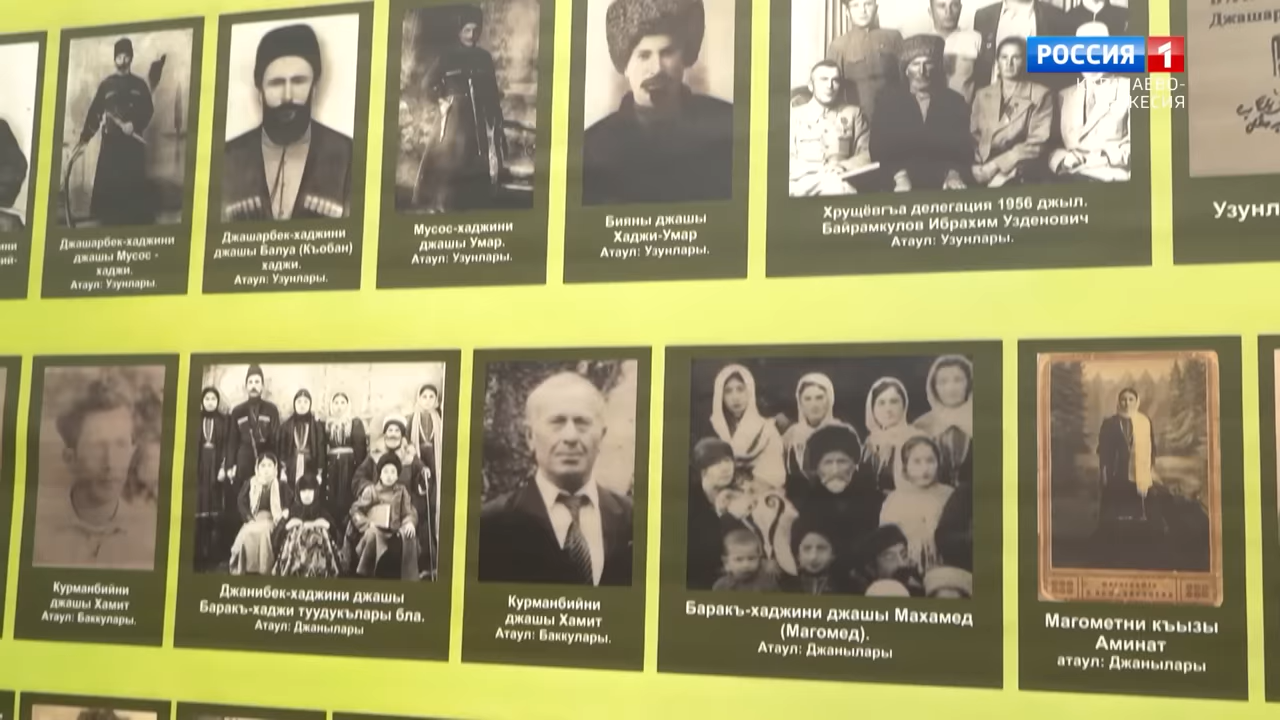 РОССИЯ 1
КАРАЧАЕВО-
ЧЕРКЕСИЯ
Джашарбек-хаджини
джашы Мусос -
хаджи.
Атаул: Узунлары.
Джашарбек-хаджини
джашы Балуа (Къобан)
хаджи.
Атаул: Узунлары.
Мусос-хаджини
джашы Умар.
Атаул: Узунлары.
Бияны джашы
Хаджи-Умар
Атаул: Узунлары.
Хрущёвгъа делегация 1956 джыл.
Байрамкулов Ибрахим Узденович
Атаул: Узунлары.
Узунл
Курманбийни
джашы Хамит
Атаул: Баккулары.
Джанибек-хаджини джашы
Баракъ-хаджи туудукълары бла.
Атаул: Джанылары
Курманбийни
джашы Хамит
Атаул: Баккулары.
Баракъ-хаджини джашы Махамед
(Магомед).
Атаул: Джанылары
Магометни къызы
Аминат
атаул: Джанылары